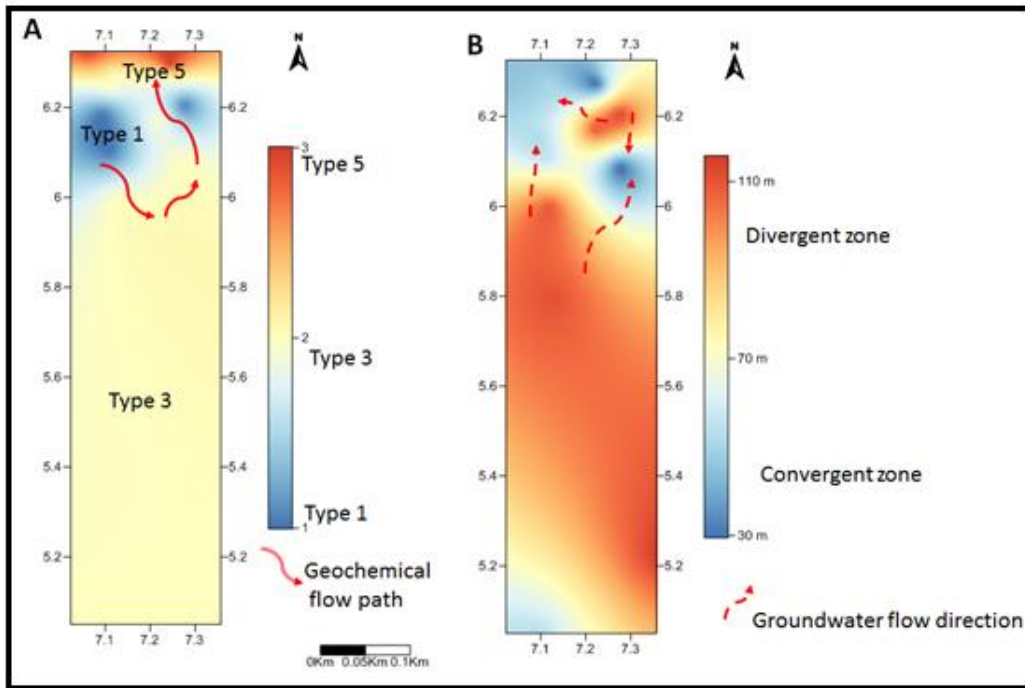 A
7.1 7.2 7.3
N
Type 5
6.2
6.2
Type 1
3
Type 5
6
6
5.8
5.8
2
Type 3
5.6
5.6
Type 3
5.4
5.4
Type 1
1
5.2
5.2
Geochemical
flow path
7.1 7.2 7.3
0Km 0.05Km 0.1Km
B
7.1 7.2 7.3
N
6.2
6.2
110 m
6
6
Divergent zone
5.8
5.8
70 m
5.6
5.6
5.4
5.4
Convergent zone
30 m
5.2
5.2
Groundwater flow direction
7.1 7.2 7.3